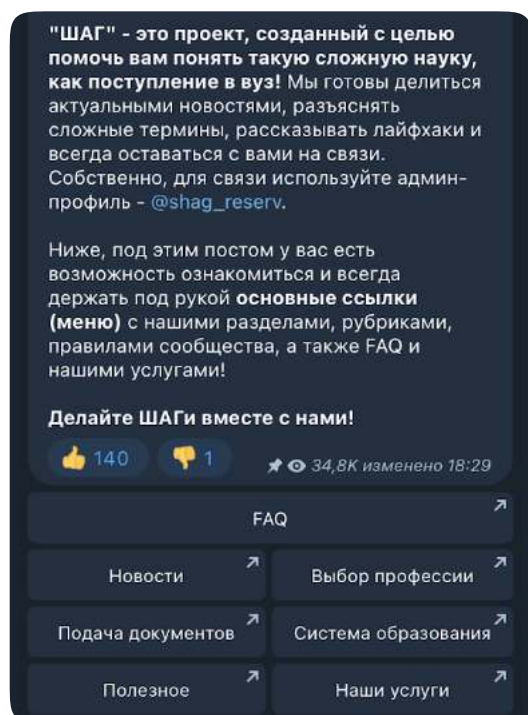 "ШАГ" - это проект, созданный с целью
помочь вам понять такую сложную науку,
как поступление в вуз! Мы готовы делиться
актуальными новостями, разъяснять
сложные термины, рассказывать лайфхаки и
всегда оставаться с вами на связи.
Собственно, для связи используйте админ-
профиль - @shag_reserv.
Ниже, под этим постом у вас есть
возможность ознакомиться и всегда
держать под рукой основные ссылки
(меню) с нашими разделами, рубриками,
правилами сообщества, а также FAQ и
нашими услугами!
Делайте ШАГи вместе с нами!
140 1 34,8K изменено 18:29
FAQ
Новости Выбор профессии
Подача документов Система образования
Полезное Наши услуги